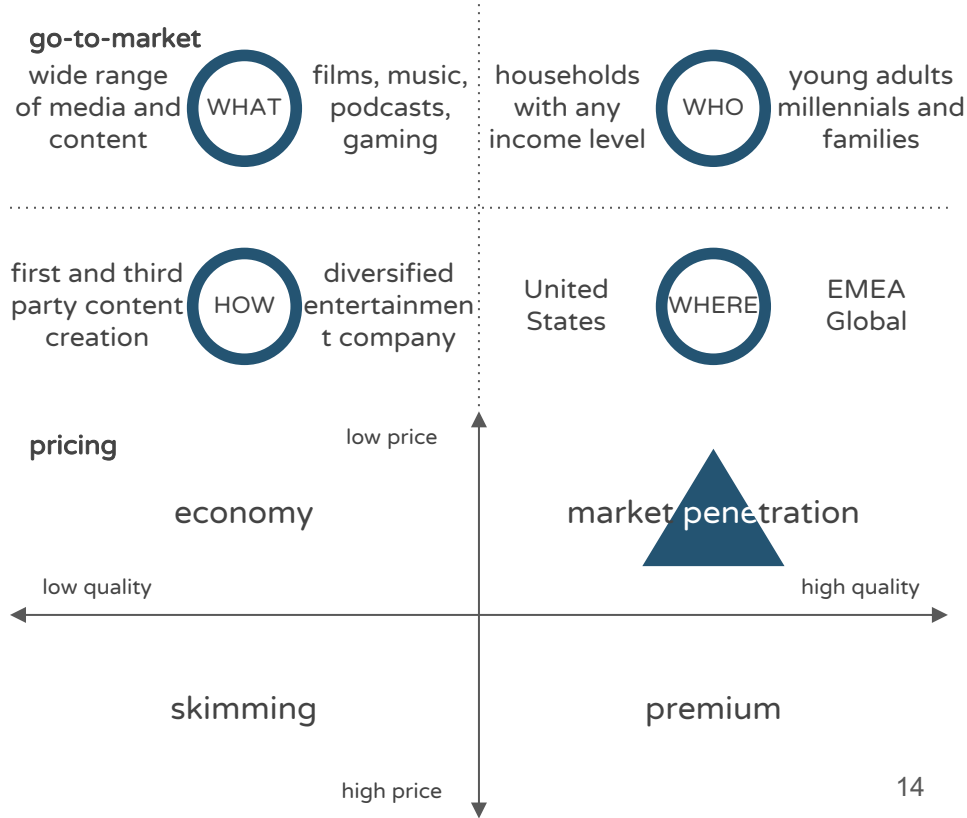 go-to-market
wide range
of media and
content
WHAT
films, music,
podcasts,
gaming
households
with any
income level
WHO
young adults
millennials and
families
first and third
party content
creation
HOW
diversified
entertainmen
t company
United
States
WHERE
EMEA
Global
pricing
low price
economy
market penetration
low quality
high quality
skimming
premium
high price
14